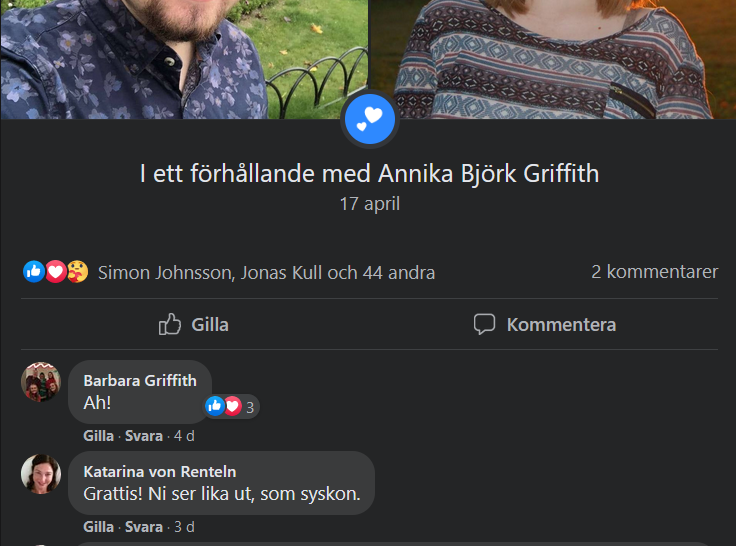 I ett förhållande med Annika Björk Griffith
17 april
Simon Johnsson, Jonas Kull och 44 andra
2 kommentarer
Gilla
Kommentera
Barbara Griffith
Ah!
3
Gilla · Svara · 4 d
Katarina von Renteln
Grattis! Ni ser lika ut, som syskon.
Gilla · Svara · 3 d